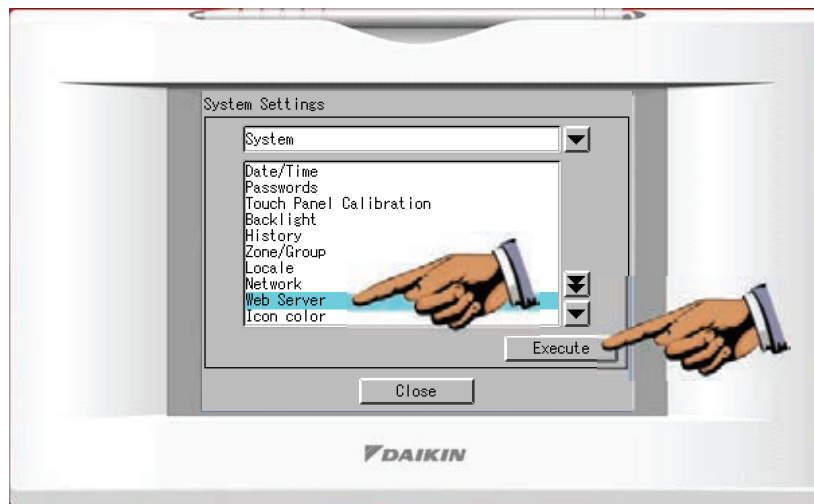 System Settings
System
Date/Time
Passwords
Touch Panel Calibration
Backlight
History
Zone/Group
Locale
Network
Web Server
Icon color
Execute
Close
DAIKIN